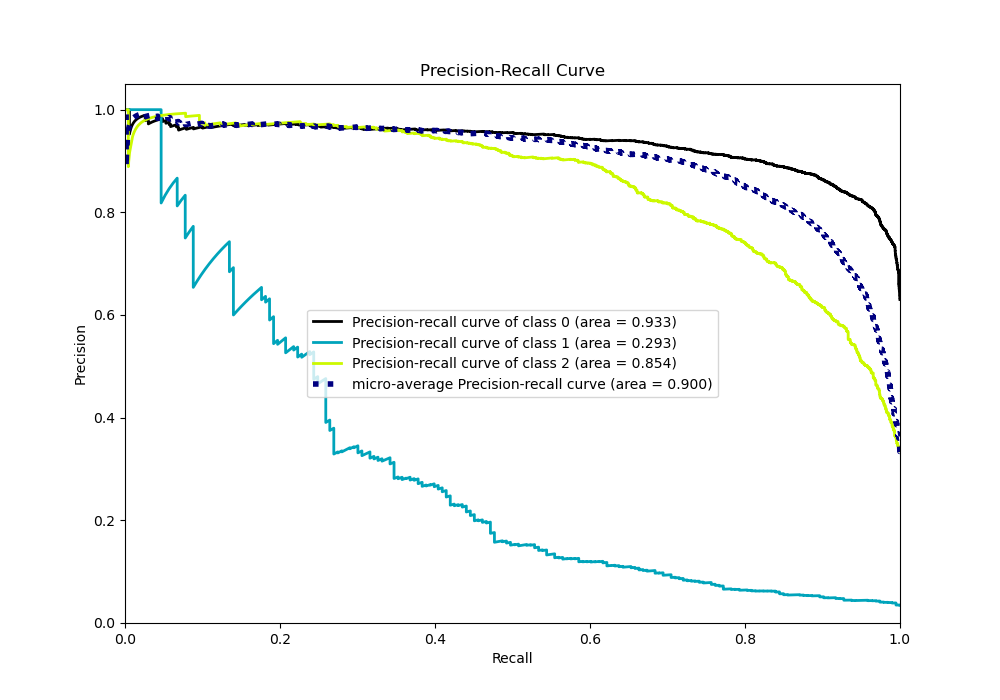 Precision-Recall Curve
1.0
0.8
0.6
0.4
0.2
0.0
Precision
Precision-recall curve of class 0 (area = 0.933)
Precision-recall curve of class 1 (area = 0.293)
Precision-recall curve of class 2 (area = 0.854)
micro-average Precision-recall curve (area = 0.900)
0.0 0.2 0.4 0.6 0.8 1.0
Recall